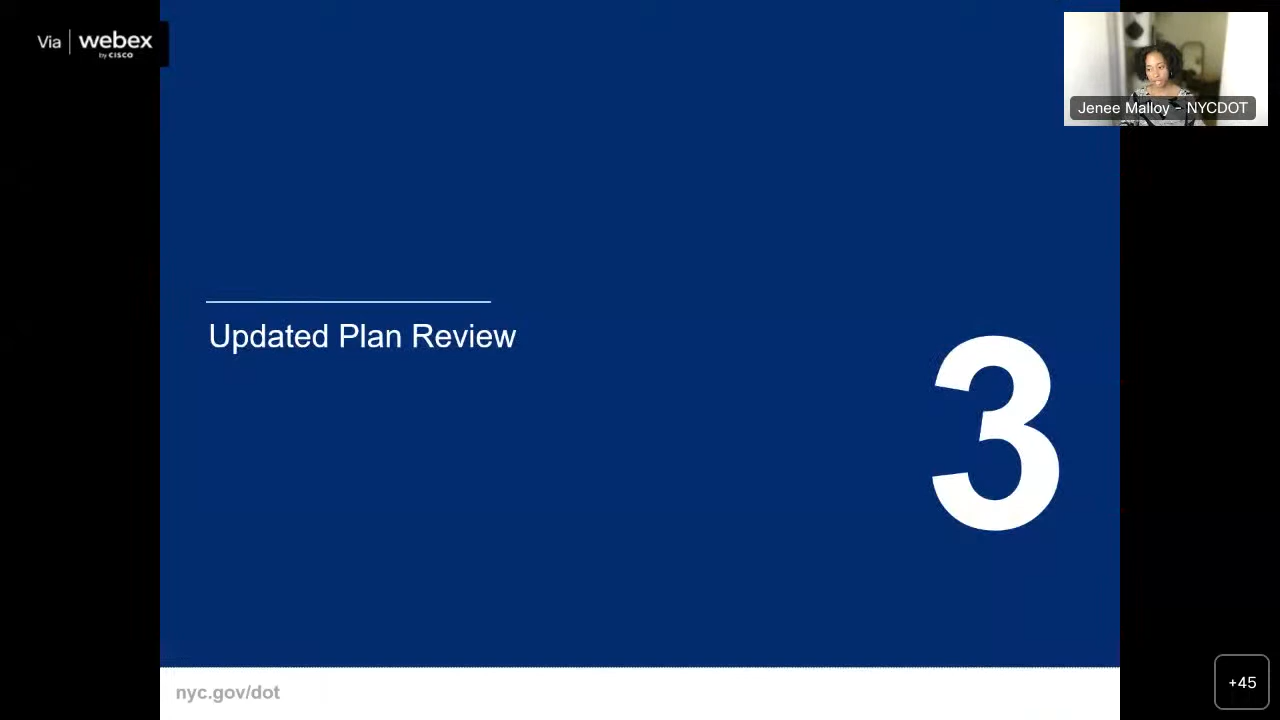 Via | webex
by CISCO
Jenee Malloy - NYCDOT
Updated Plan Review
3
nyc.gov/dot
+45